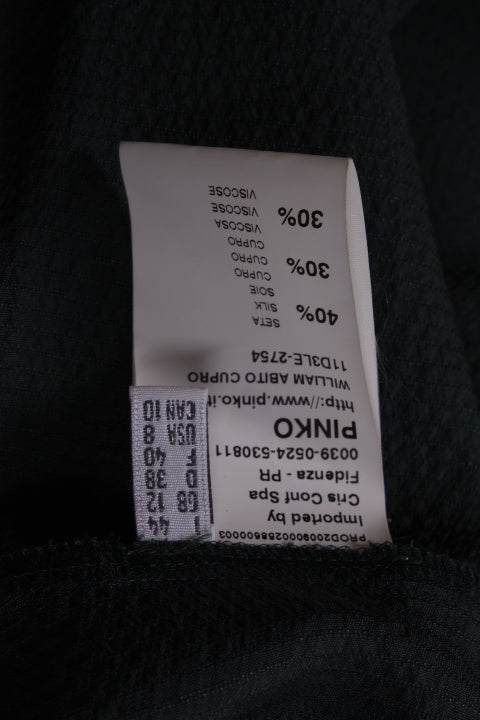 PROD20090000258600003
Imported by
Cris Conf Spa
Fidenza - PR
0039-0524-530811
PINKO
http://www.pinko.it
WILLIAM ABITO CUPRO
11D3LE-2754
40%
SETA
SILK
SOIE
30%
CUPRO
CUPRO
CUPRO
30%
VISCOSA
VISCOSE
VISCOSE
I 44
GB 12
D 38
F 40
USA 8
CAN 10